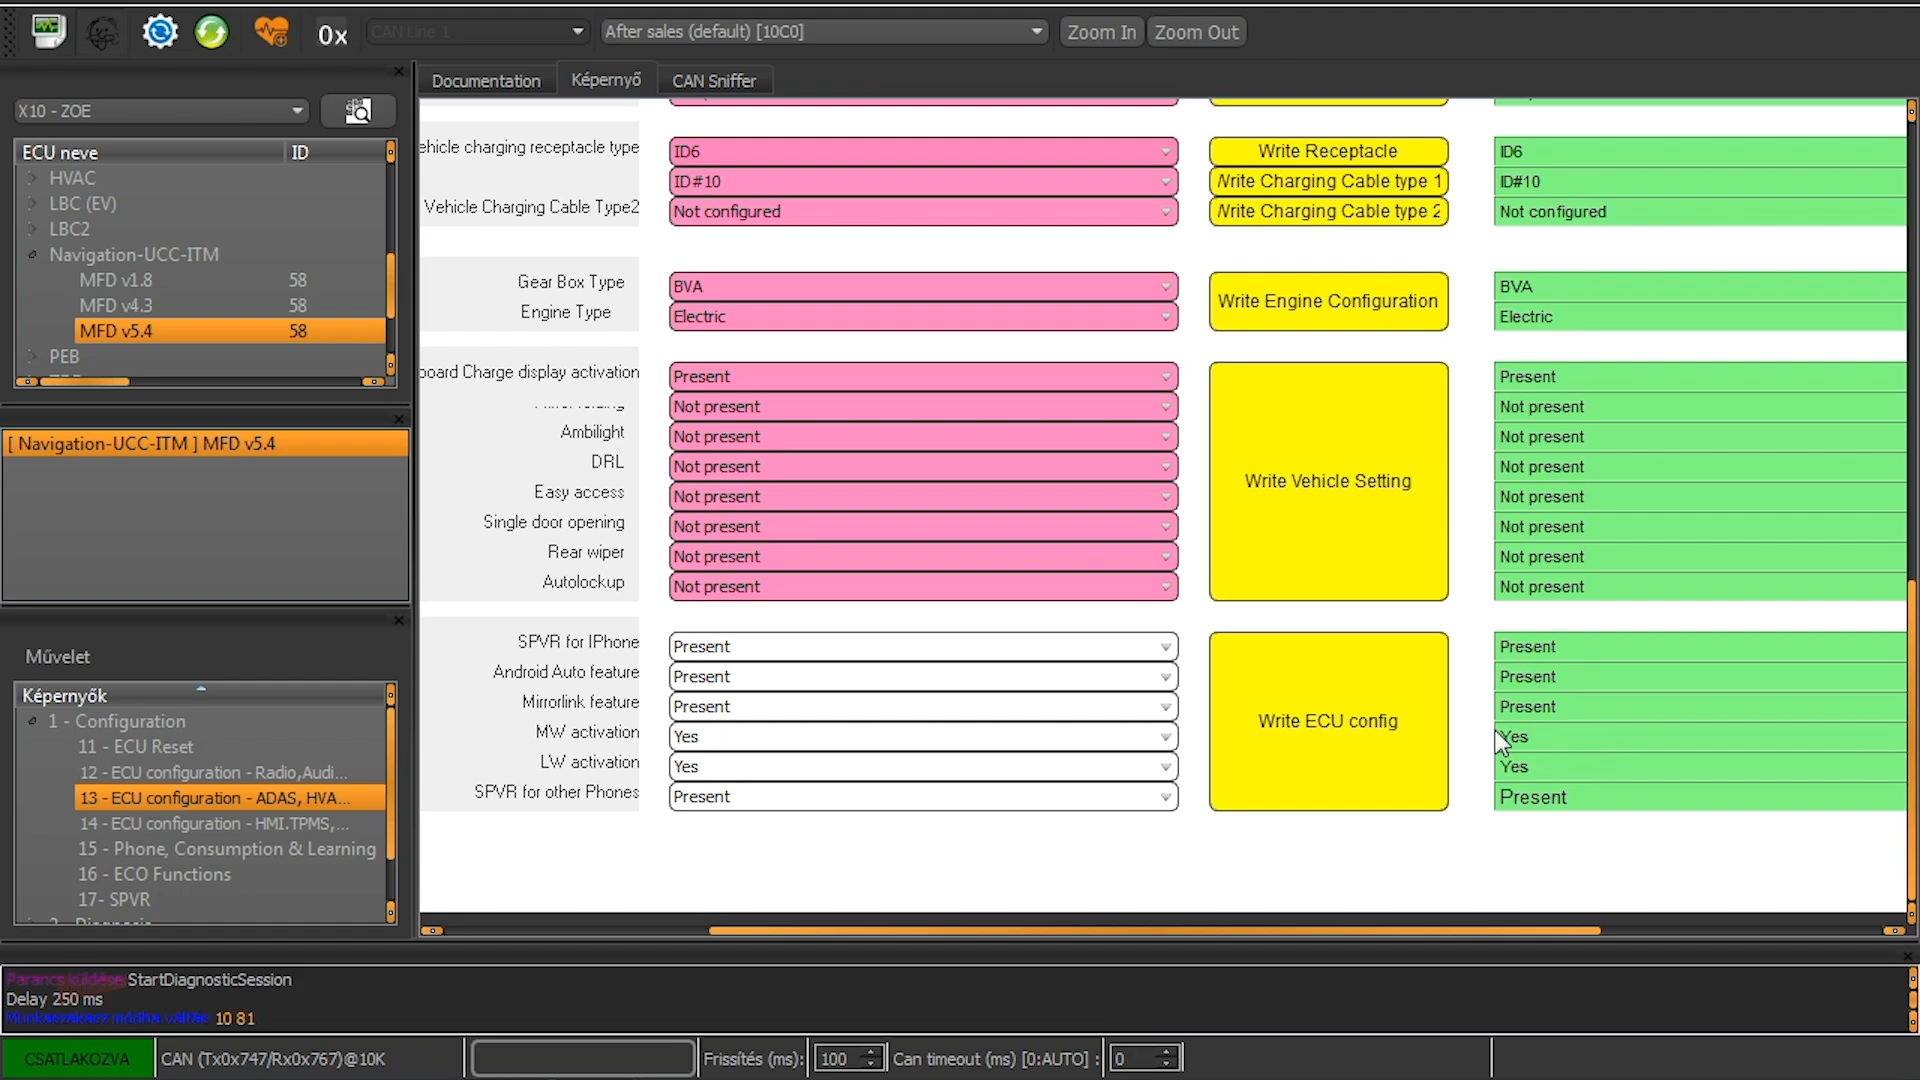 0x
CAN Line 1
After sales (default) [10C0]
Zoom In
Zoom Out
X10 - ZOE
ECU neve
ID
HVAC
LBC (EV)
LBC2
Navigation-UCC-ITM
MFD v1.8 58
MFD v4.3 58
MFD v5.4 58
PEB
[ Navigation-UCC-ITM ] MFD v5.4
Művelet
Képernyők
1 - Configuration
11 - ECU Reset
12 - ECU configuration - Radio,Audi...
13 - ECU configuration - ADAS, HVA...
14 - ECU configuration - HMI.TPMS,...
15 - Phone, Consumption & Learning
16 - ECO Functions
17- SPVR
Documentation
Képernyő
CAN Sniffer
ehicle charging receptacle type ID6 Write Receptacle ID6
ID#10 Write Charging Cable type 1 ID#10
Vehicle Charging Cable Type2 Not configured Write Charging Cable type 2 Not configured
Gear Box Type BVA BVA
Write Engine Configuration
Engine Type Electric Electric
board Charge display activation Present Present
Not present Not present
Ambilight Not present Not present
DRL Not present Not present
Write Vehicle Setting
Easy access Not present Not present
Single door opening Not present Not present
Rear wiper Not present Not present
Autolockup Not present Not present
SPVR for IPhone Present Present
Android Auto feature Present Present
Mirrorlink feature Present Present
Write ECU config
MW activation Yes Yes
LW activation Yes Yes
SPVR for other Phones Present Present
StartDiagnosticSession
Delay 250 ms
10 81
CSATLAKOZVA
CAN (Tx0x747/Rx0x767)@10K
Frissítés (ms): 100
Can timeout (ms) [0:AUTO] : 0